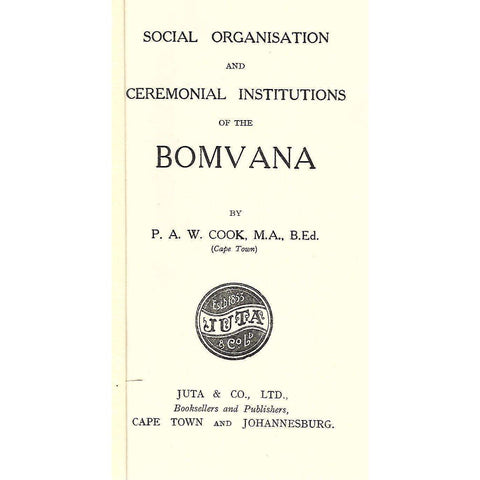 SOCIAL ORGANISATION
AND
CEREMONIAL INSTITUTIONS
OF THE
BOMVANA
BY
P. A. W. COOK, M.A., B.Ed.
(Cape Town)
Estd 1853
JUTA
& Co Ld
JUTA & CO., LTD.,
Booksellers and Publishers,
CAPE TOWN AND JOHANNESBURG.